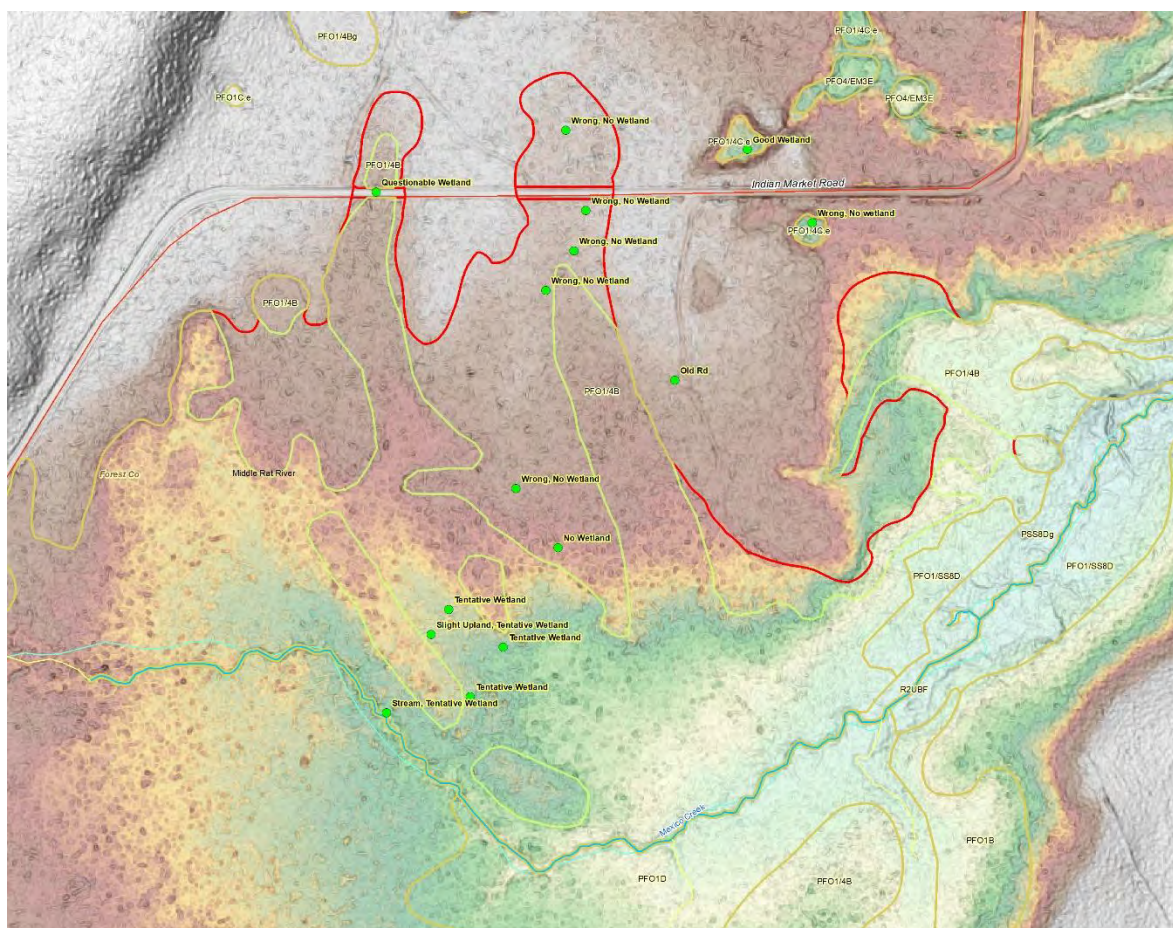 PFO1/4Bg
PFO1/4C e
PFO4/EM3E
PFO1C e
PFO4/EM3E
Wrong, No Wetland
PFO1/4C e
Good Wetland
PFO1/4B
Questionable Wetland
Indian Market Road
Wrong, No Wetland
Wrong, No wetland
PFO1/4C e
Wrong, No Wetland
Wrong, No Wetland
PFO1/4B
PFO1/4B
Old Rd
PFO1/4B
Forest Co
Middle Rat River
Wrong, No Wetland
PSS8Dg
PFO1/SS8D
No Wetland
PFO1/SS8D
Tentative Wetland
Slight Upland, Tentative Wetland
Tentative Wetland
R2UBF
Tentative Wetland
Stream, Tentative Wetland
Mexico Creek
PFO1B
PFO1D
PFO1/4B